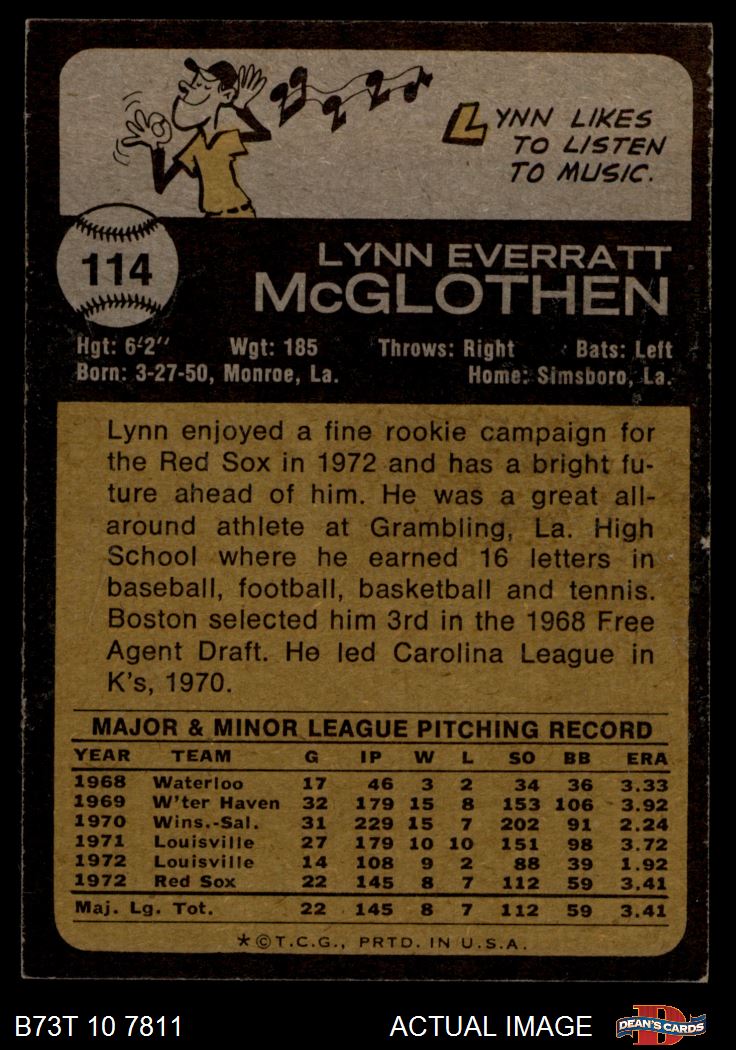 LYNN LIKES
TO LISTEN
TO MUSIC.
114
LYNN EVERRATT
McGLOTHEN
Hgt: 6'2" Wgt: 185 Throws: Right Bats: Left
Born: 3-27-50, Monroe, La. Home: Simsboro, La.
Lynn enjoyed a fine rookie campaign for
the Red Sox in 1972 and has a bright fu-
ture ahead of him. He was a great all-
around athlete at Grambling, La. High
School where he earned 16 letters in
baseball, football, basketball and tennis.
Boston selected him 3rd in the 1968 Free
Agent Draft. He led Carolina League in
K's, 1970.
MAJOR & MINOR LEAGUE PITCHING RECORD
YEAR TEAM G IP W L SO BB ERA
1968 Waterloo 17 46 3 2 34 36 3.33
1969 W'ter Haven 32 179 15 8 153 106 3.92
1970 Wins.-Sal. 31 229 15 7 202 91 2.24
1971 Louisville 27 179 10 10 151 98 3.72
1972 Louisville 14 108 9 2 88 39 1.92
1972 Red Sox 22 145 8 7 112 59 3.41
Maj. Lg. Tot. 22 145 8 7 112 59 3.41
*©T.C.G., PRTD. IN U.S.A.
B73T 10 7811 ACTUAL IMAGE DEAN'S CARDS